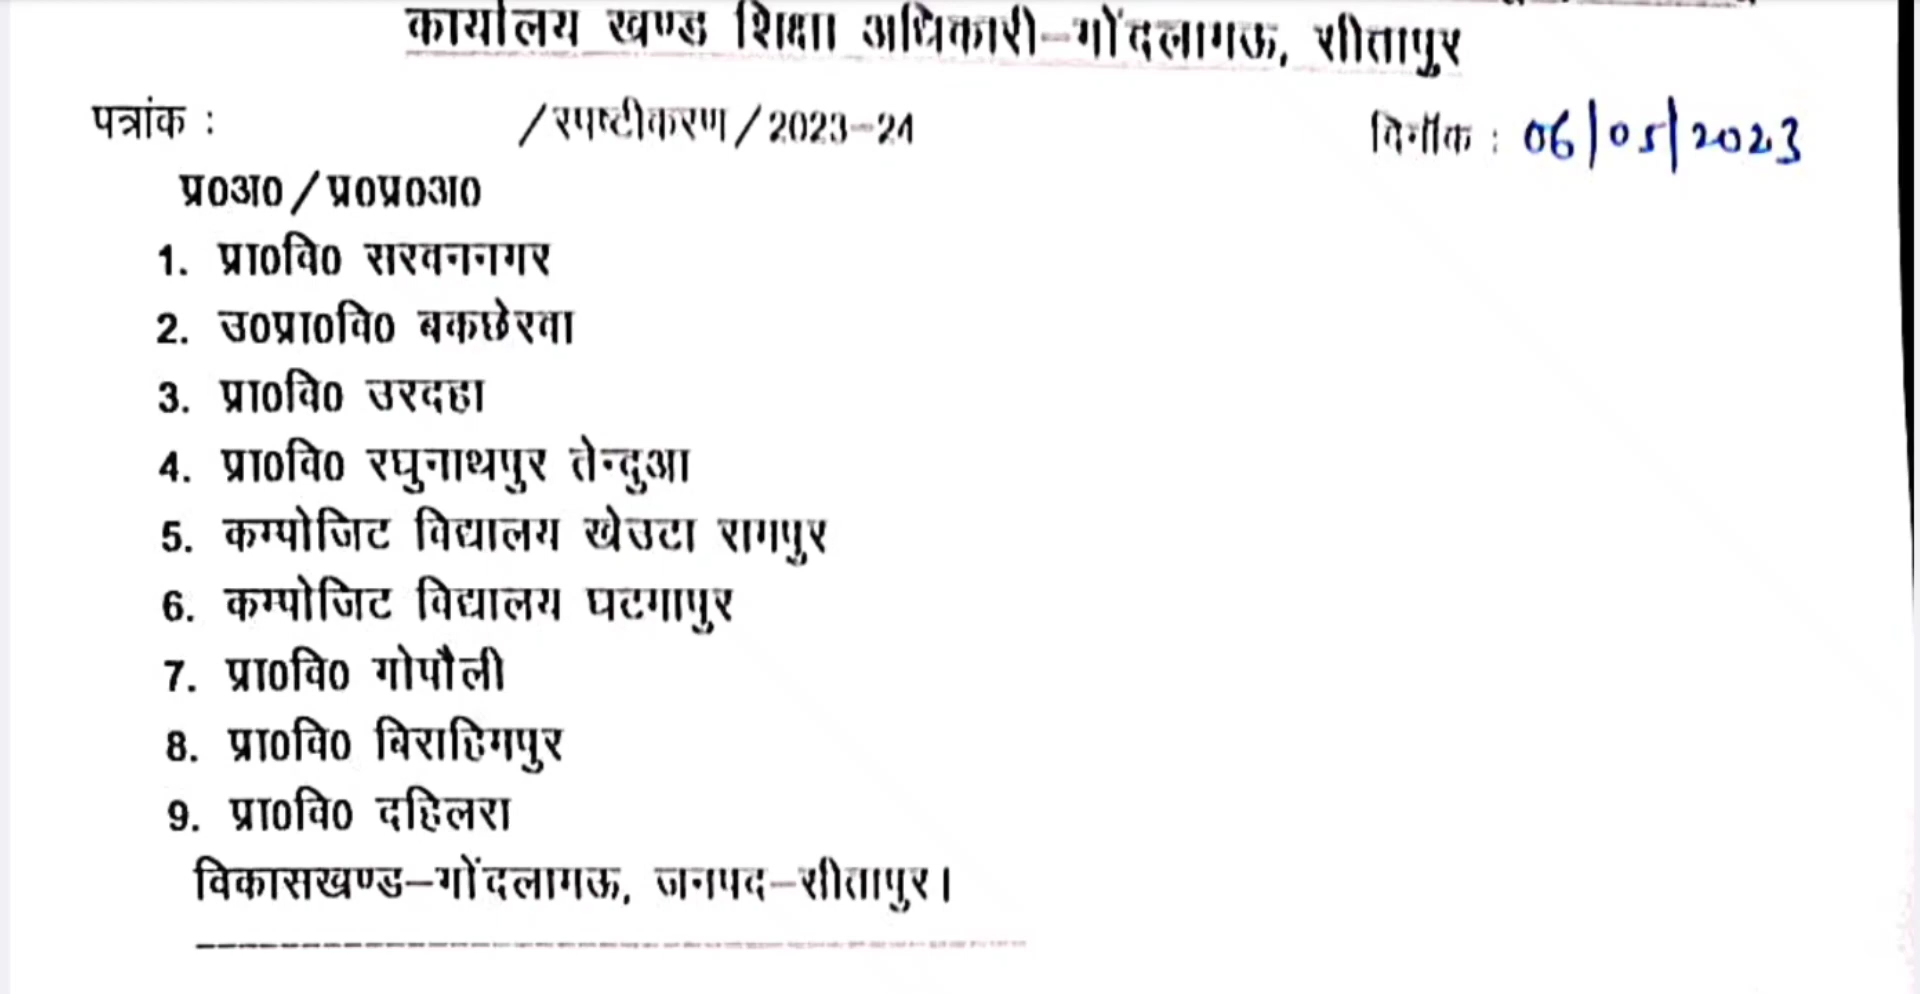 कार्यालय खण्ड शिक्षा अधिकारी–गोंदलामऊ, सीतापुर
पत्रांक : /स्पष्टीकरण/2023–24 दिनाँक : 06/05/2023
प्र0अ0/प्र0प्र0अ0
1. प्रा0वि0 सरवननगर
2. उ0प्रा0वि0 बकछेरवा
3. प्रा0वि0 उरदहा
4. प्रा0वि0 रघुनाथपुर तेन्दुआ
5. कम्पोजिट विद्यालय खेउटा रामपुर
6. कम्पोजिट विद्यालय घटमापुर
7. प्रा0वि0 गोपौली
8. प्रा0वि0 बिराहिमपुर
9. प्रा0वि0 दहिलरा
विकासखण्ड–गोंदलामऊ, जनपद–सीतापुर।